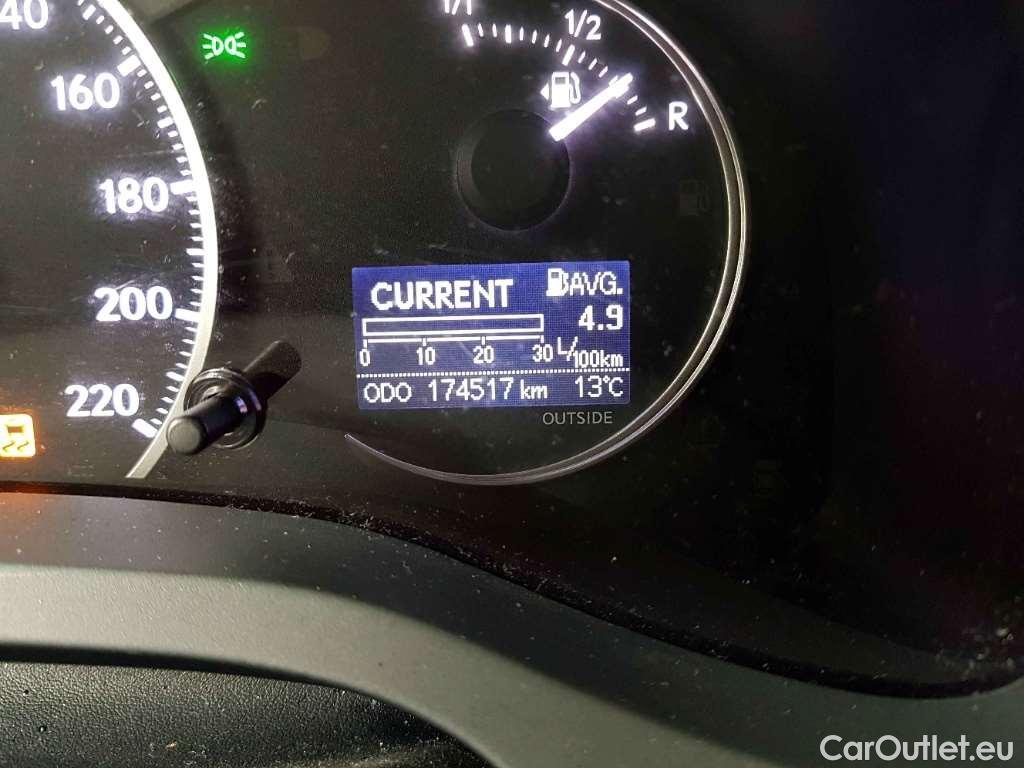 160
180
200
220
1/1
1/2
R
CURRENT
AVG.
4.9
0 10 20 30 L/100km
ODO 174517 km 13°C
OUTSIDE
CarOutlet.eu